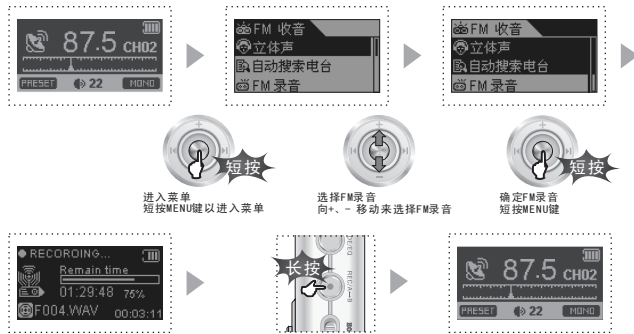 87.5 CH02
PRESET 22 MONO
FM 收音
立体声
自动搜索电台
FM 录音
FM 收音
立体声
自动搜索电台
FM 录音
短按
短按
进入菜单
短按MENU键以进入菜单
选择FM录音
向+、- 移动来选择FM录音
确定FM录音
短按MENU键
RECOROING...
Remain time
01:29:48 75%
F004.WAV 00:03:11
长按
REC/A-B
87.5 CH02
PRESET 22 MONO